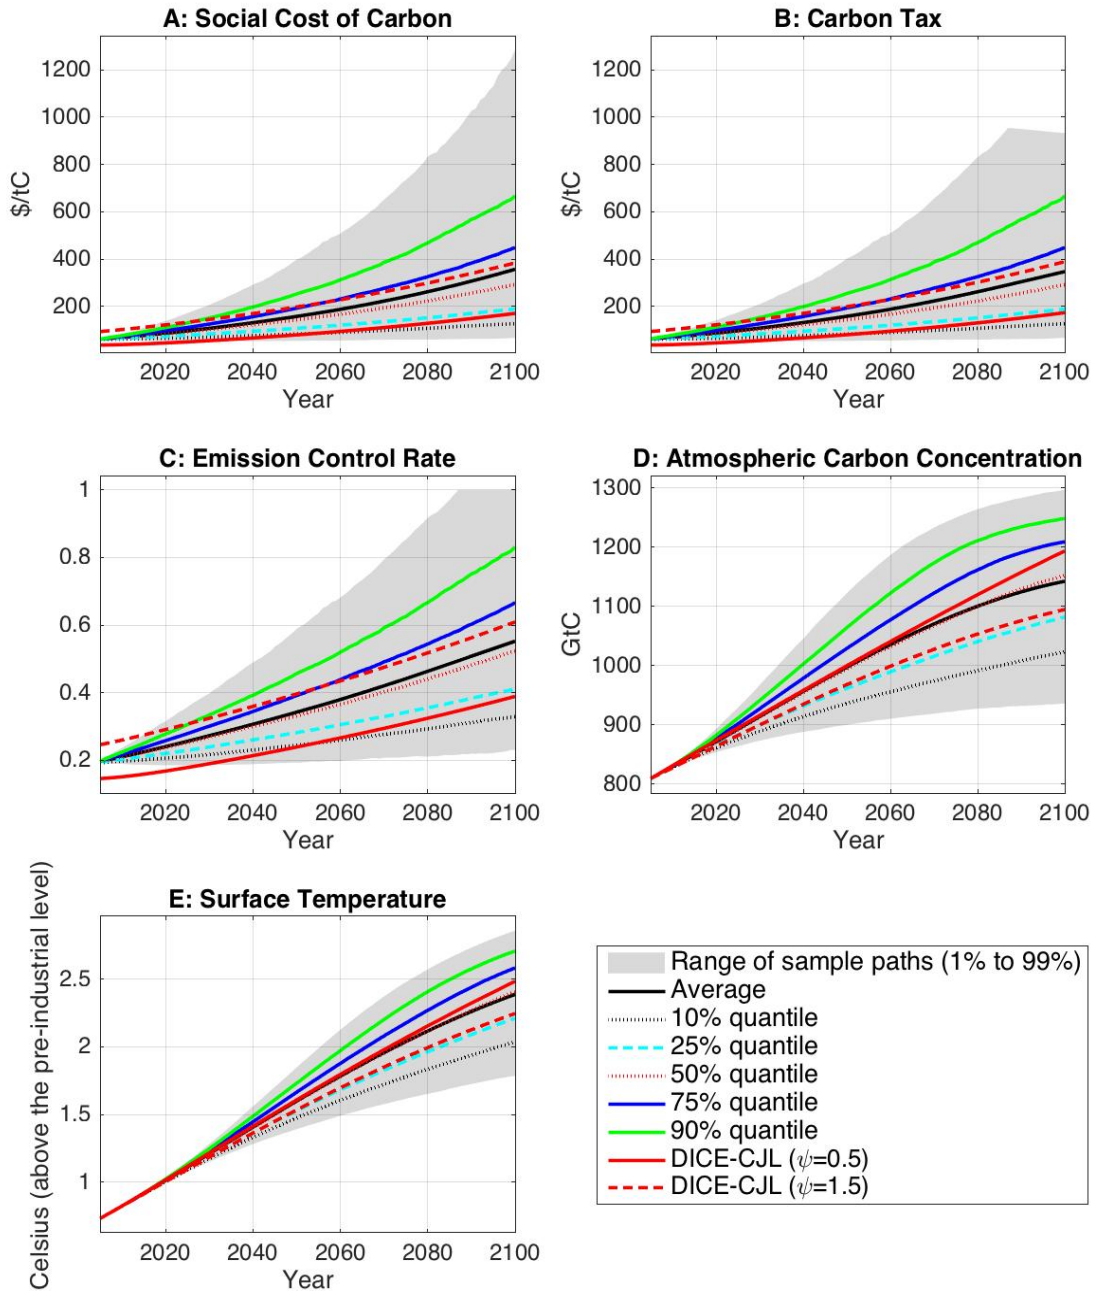 A: Social Cost of Carbon
1200
1000
800
600
400
200
$/tC
2020 2040 2060 2080 2100
Year
B: Carbon Tax
1200
1000
800
600
400
200
$/tC
2020 2040 2060 2080 2100
Year
C: Emission Control Rate
1
0.8
0.6
0.4
0.2
2020 2040 2060 2080 2100
Year
D: Atmospheric Carbon Concentration
1300
1200
1100
1000
900
800
GtC
2020 2040 2060 2080 2100
Year
E: Surface Temperature
2.5
2
1.5
1
Celsius (above the pre-industrial level)
2020 2040 2060 2080 2100
Year
Range of sample paths (1% to 99%)
Average
10% quantile
25% quantile
50% quantile
75% quantile
90% quantile
DICE-CJL (ψ=0.5)
DICE-CJL (ψ=1.5)